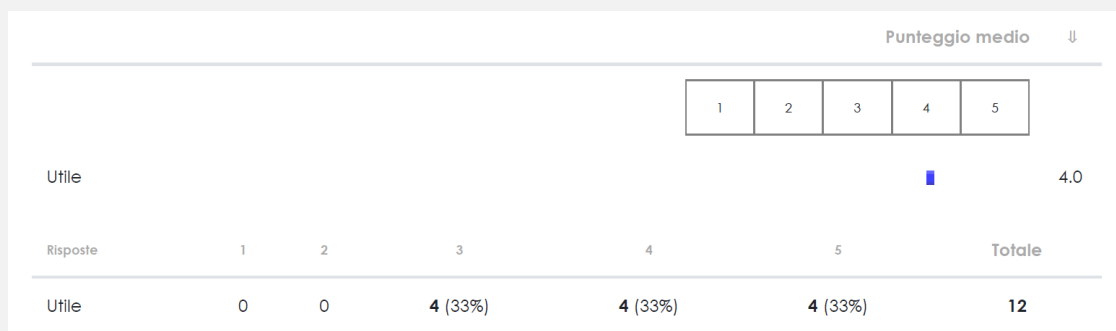 Punteggio medio ⇓
1 2 3 4 5
Utile 4.0
Risposte 1 2 3 4 5 Totale
Utile 0 0 4 (33%) 4 (33%) 4 (33%) 12